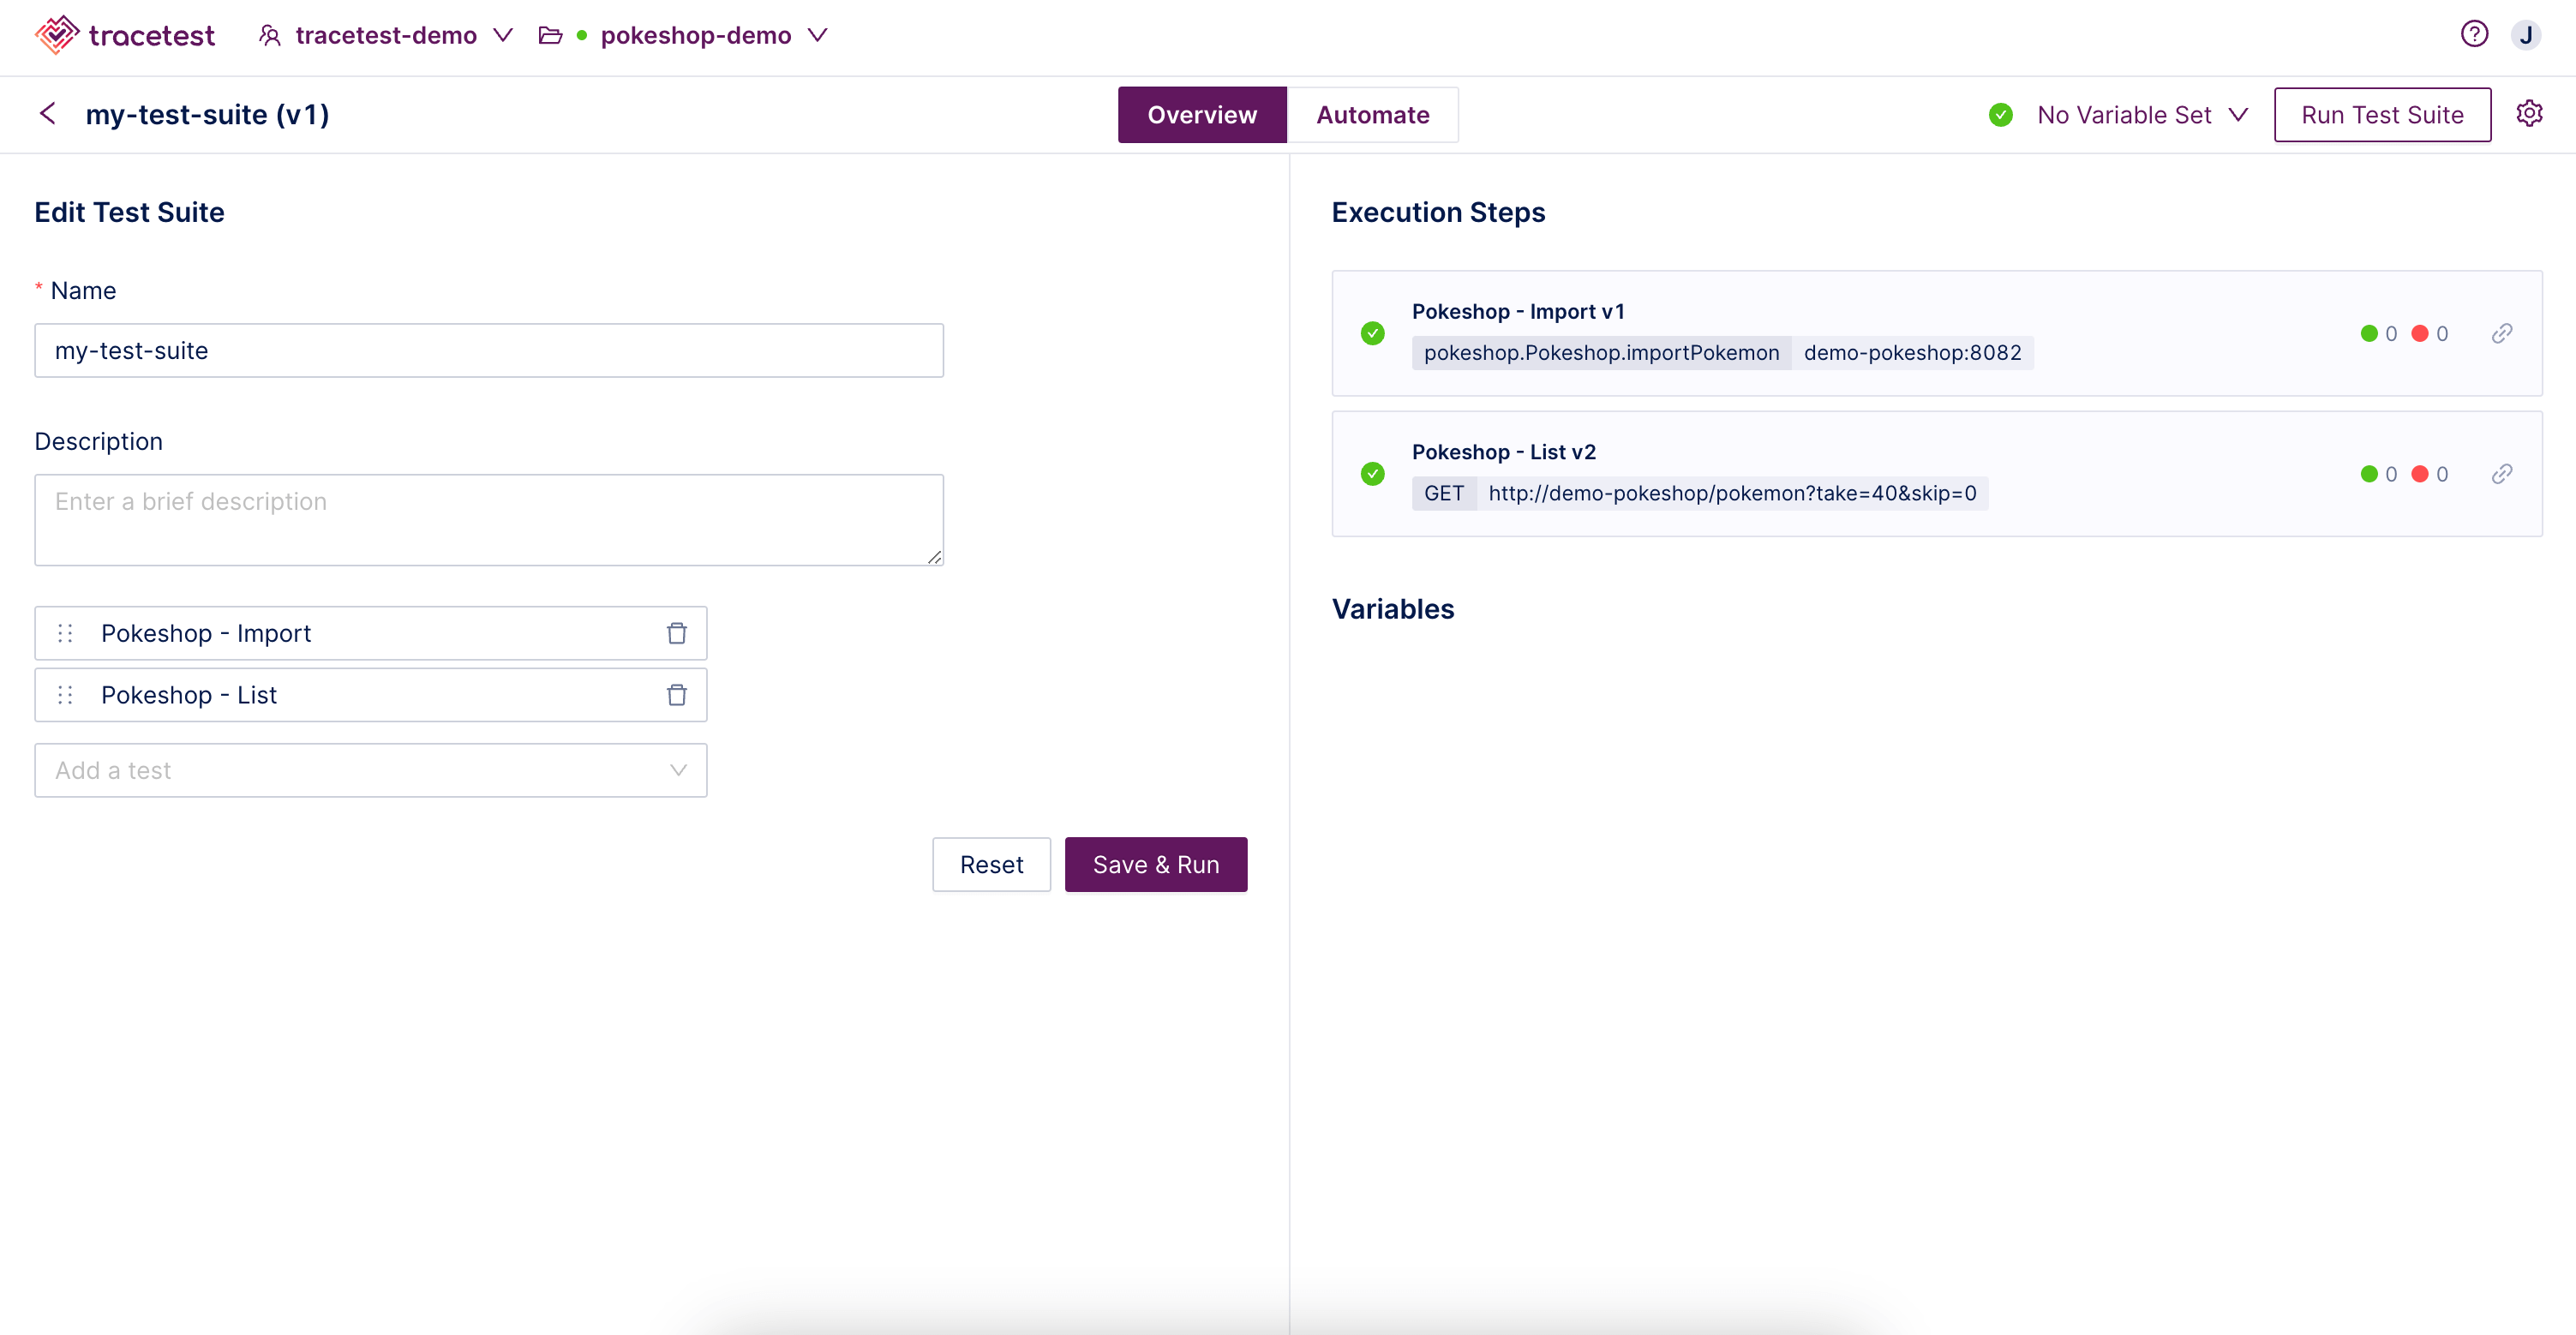 tracetest tracetest-demo pokeshop-demo ? J
my-test-suite (v1) Overview Automate No Variable Set Run Test Suite
Edit Test Suite
* Name
my-test-suite
Description
Enter a brief description
Pokeshop - Import
Pokeshop - List
Add a test
Reset Save & Run
Execution Steps
Pokeshop - Import v1
pokeshop.Pokeshop.importPokemon demo-pokeshop:8082 0 0
Pokeshop - List v2
GET http://demo-pokeshop/pokemon?take=40&skip=0 0 0
Variables